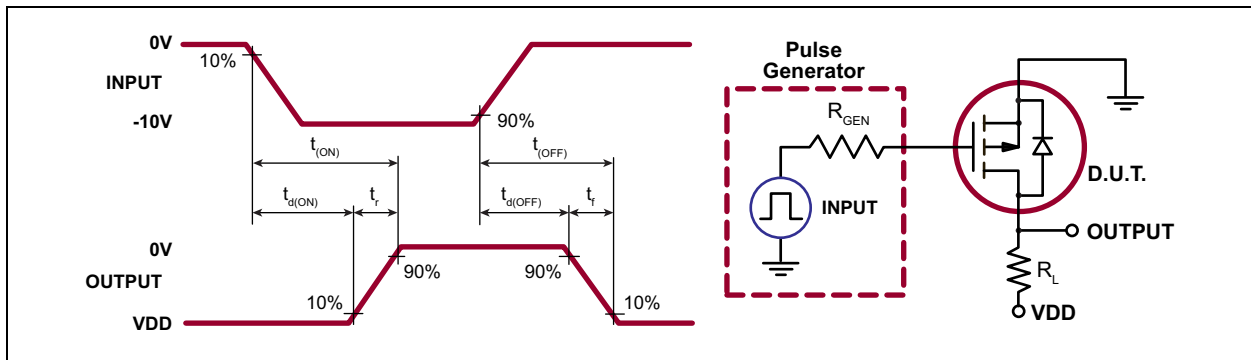 0V
10%
INPUT
-10V
90%
t(ON)
t(OFF)
td(ON)
tr
td(OFF)
tf
0V
OUTPUT
90%
90%
10%
10%
VDD
Pulse
Generator
RGEN
INPUT
D.U.T.
OUTPUT
RL
VDD